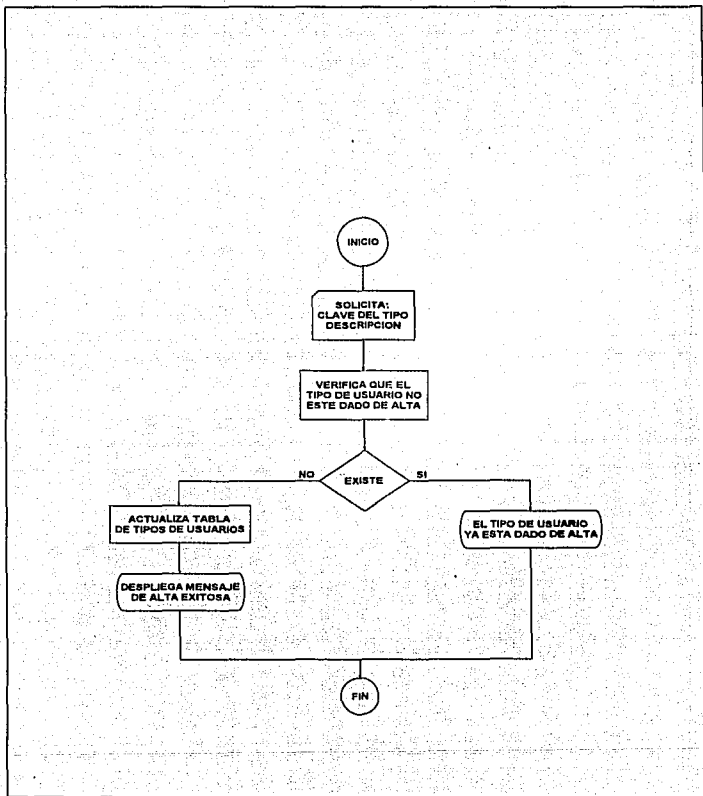 INICIO
SOLICITA:
CLAVE DEL TIPO
DESCRIPCION
VERIFICA QUE EL
TIPO DE USUARIO NO
ESTE DADO DE ALTA
NO
EXISTE
SI
ACTUALIZA TABLA
DE TIPOS DE USUARIOS
EL TIPO DE USUARIO
YA ESTA DADO DE ALTA
DESPLIEGA MENSAJE
DE ALTA EXITOSA
FIN